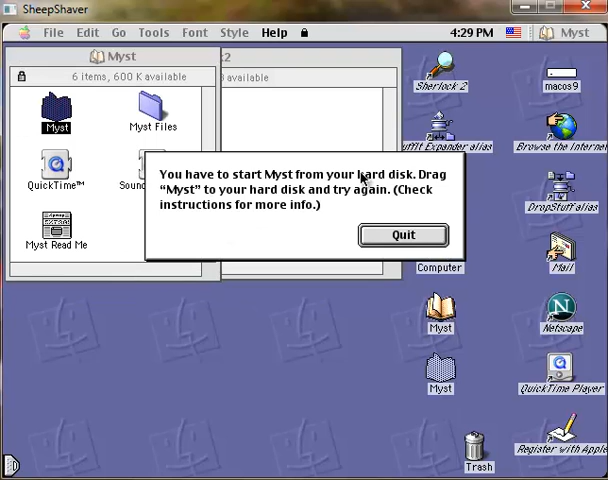 SheepShaver
File Edit Go Tools Font Style Help 4:29 PM Myst
Myst
6 items, 600 K available
available
Myst
Myst Files
QuickTime™
Myst Read Me
You have to start Myst from your hard disk. Drag
“Myst” to your hard disk and try again. (Check
instructions for more info.)
Quit
Sherlock 2
macos9
Expander alias
Browse the Internet
DropStuff alias
Computer
Mail
Myst
Netscape
Myst
QuickTime Player
Trash
Register with Apple